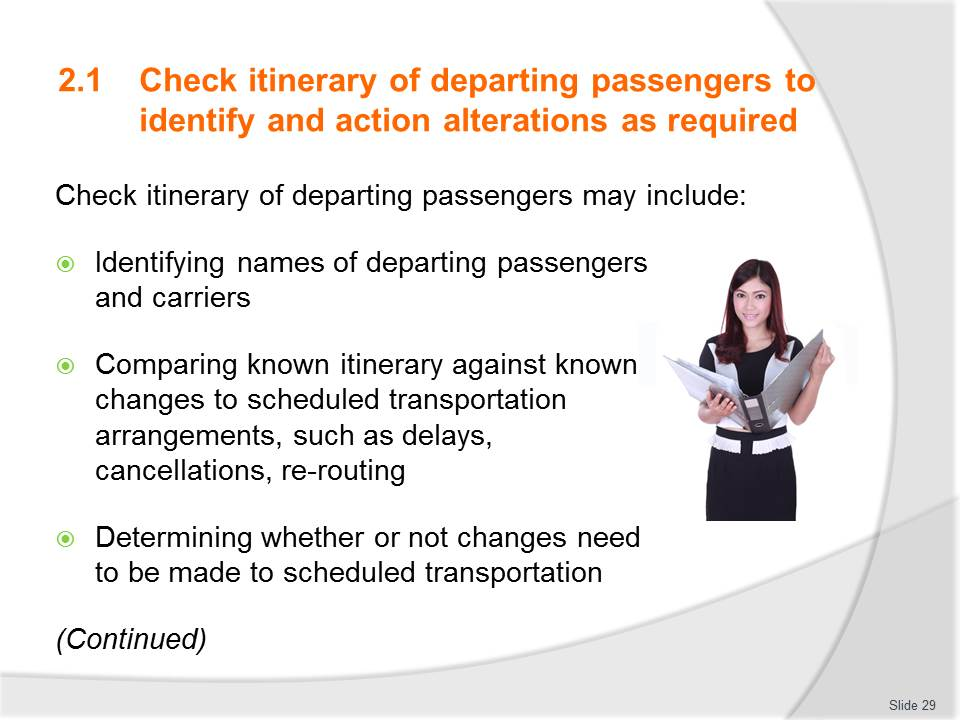 2.1 Check itinerary of departing passengers to
identify and action alterations as required
Check itinerary of departing passengers may include:
Identifying names of departing passengers
and carriers
Comparing known itinerary against known
changes to scheduled transportation
arrangements, such as delays,
cancellations, re-routing
Determining whether or not changes need
to be made to scheduled transportation
(Continued)
Slide 29